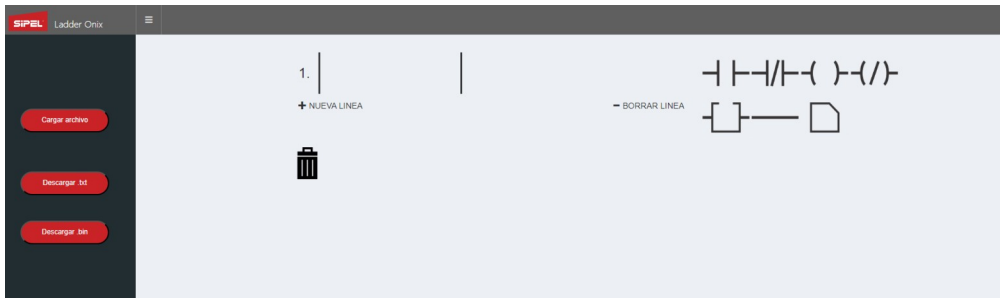 SiPEL Ladder Onix
1.
+ NUEVA LINEA
− BORRAR LINEA
Cargar archivo
Descargar .txt
Descargar .bin